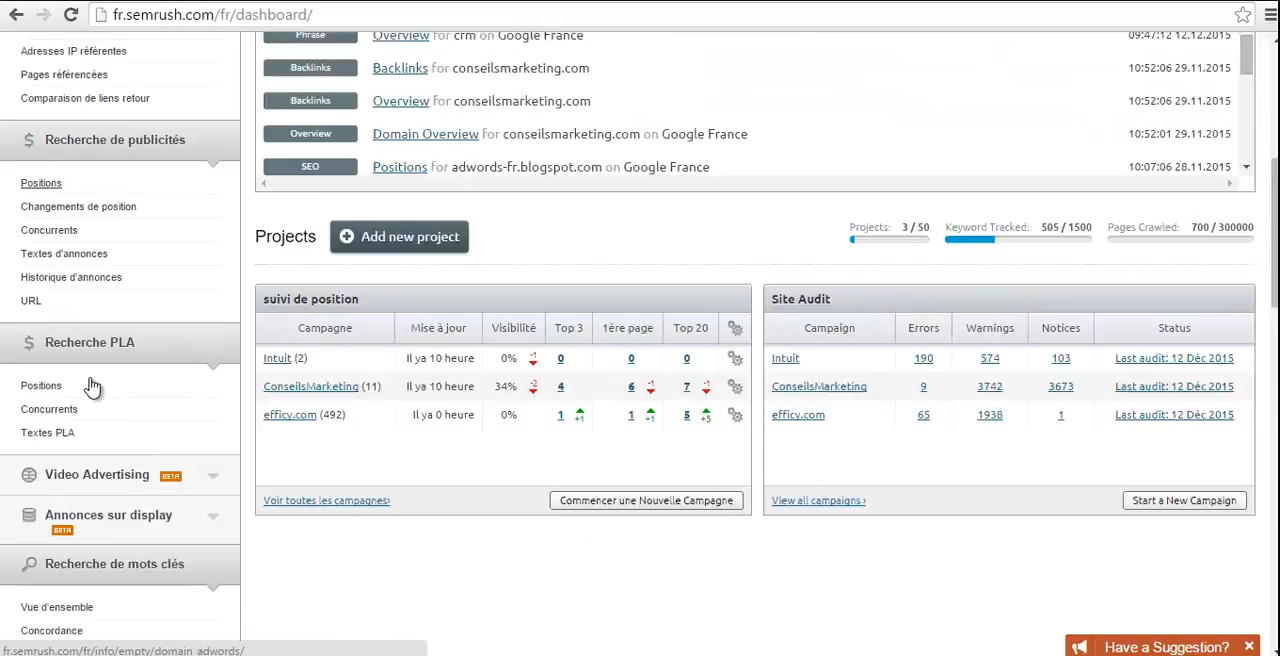 fr.semrush.com/fr/dashboard/
Adresses IP référentes
Pages référencées
Comparaison de liens retour
$ Recherche de publicités
Positions
Changements de position
Concurrents
Textes d'annonces
Historique d'annonces
URL
$ Recherche PLA
Positions
Concurrents
Textes PLA
Video Advertising BETA
Annonces sur display
BETA
Recherche de mots clés
Vue d'ensemble
Concordance
fr.semrush.com/fr/info/empty/domain_adwords/
Phrase Overview for crm on Google France 09:47:12 12.12.2015
Backlinks Backlinks for conseilsmarketing.com 10:52:06 29.11.2015
Backlinks Overview for conseilsmarketing.com 10:52:06 29.11.2015
Overview Domain Overview for conseilsmarketing.com on Google France 10:52:01 29.11.2015
SEO Positions for adwords-fr.blogspot.com on Google France 10:07:06 28.11.2015
Projects Add new project Projects: 3 / 50 Keyword Tracked: 505 / 1500 Pages Crawled: 700 / 300000
suivi de position
Campagne Mise à jour Visibilité Top 3 1ère page Top 20
Intuit (2) Il ya 10 heure 0% -1 0 0 0
ConseilsMarketing (11) Il ya 10 heure 34% -2 4 6 -1 7 -1
efficy.com (492) Il ya 0 heure 0% 1 +1 1 +1 5 +5
Voir toutes les campagnes› Commencer une Nouvelle Campagne
Site Audit
Campaign Errors Warnings Notices Status
Intuit 190 574 103 Last audit: 12 Déc 2015
ConseilsMarketing 9 3742 3673 Last audit: 12 Déc 2015
efficy.com 65 1938 1 Last audit: 12 Déc 2015
View all campaigns › Start a New Campaign
Have a Suggestion? ×